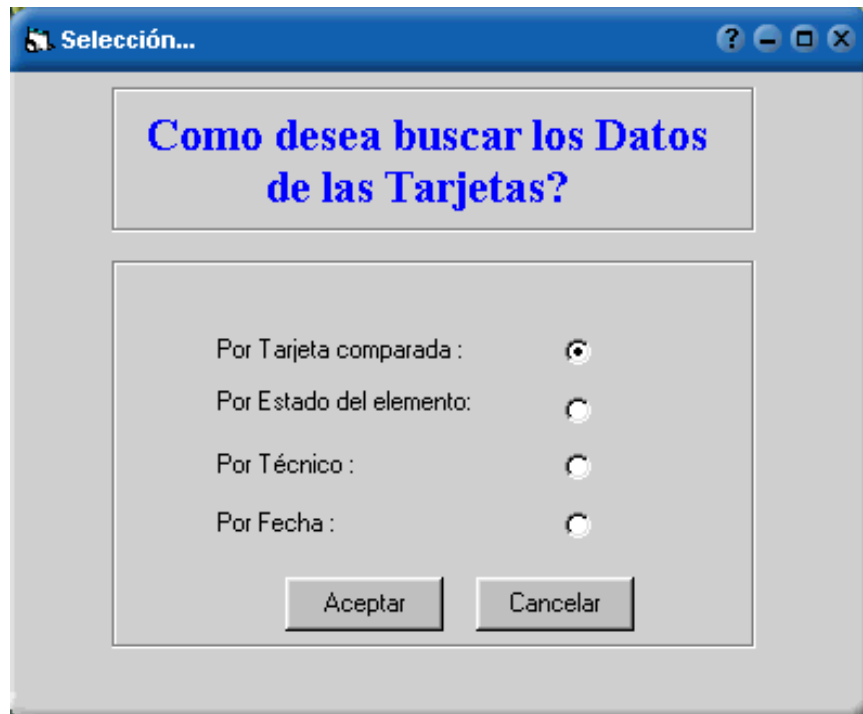 Selección...
Como desea buscar los Datos
de las Tarjetas?
Por Tarjeta comparada :
Por Estado del elemento:
Por Técnico :
Por Fecha :
Aceptar Cancelar